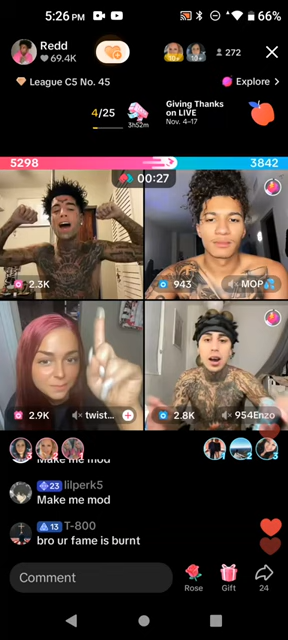 5:26 PM
66%
Redd
69.4K
272
League C5 No. 45
Explore >
4/25
3h52m
Giving Thanks
on LIVE
Nov. 4-17
5298
3842
00:27
2.3K
943
MOP
2.9K
twist...
2.8K
954Enzo
Make me mod
23 lilperk5
Make me mod
13 T-800
bro ur fame is burnt
Comment
Rose
Gift
24